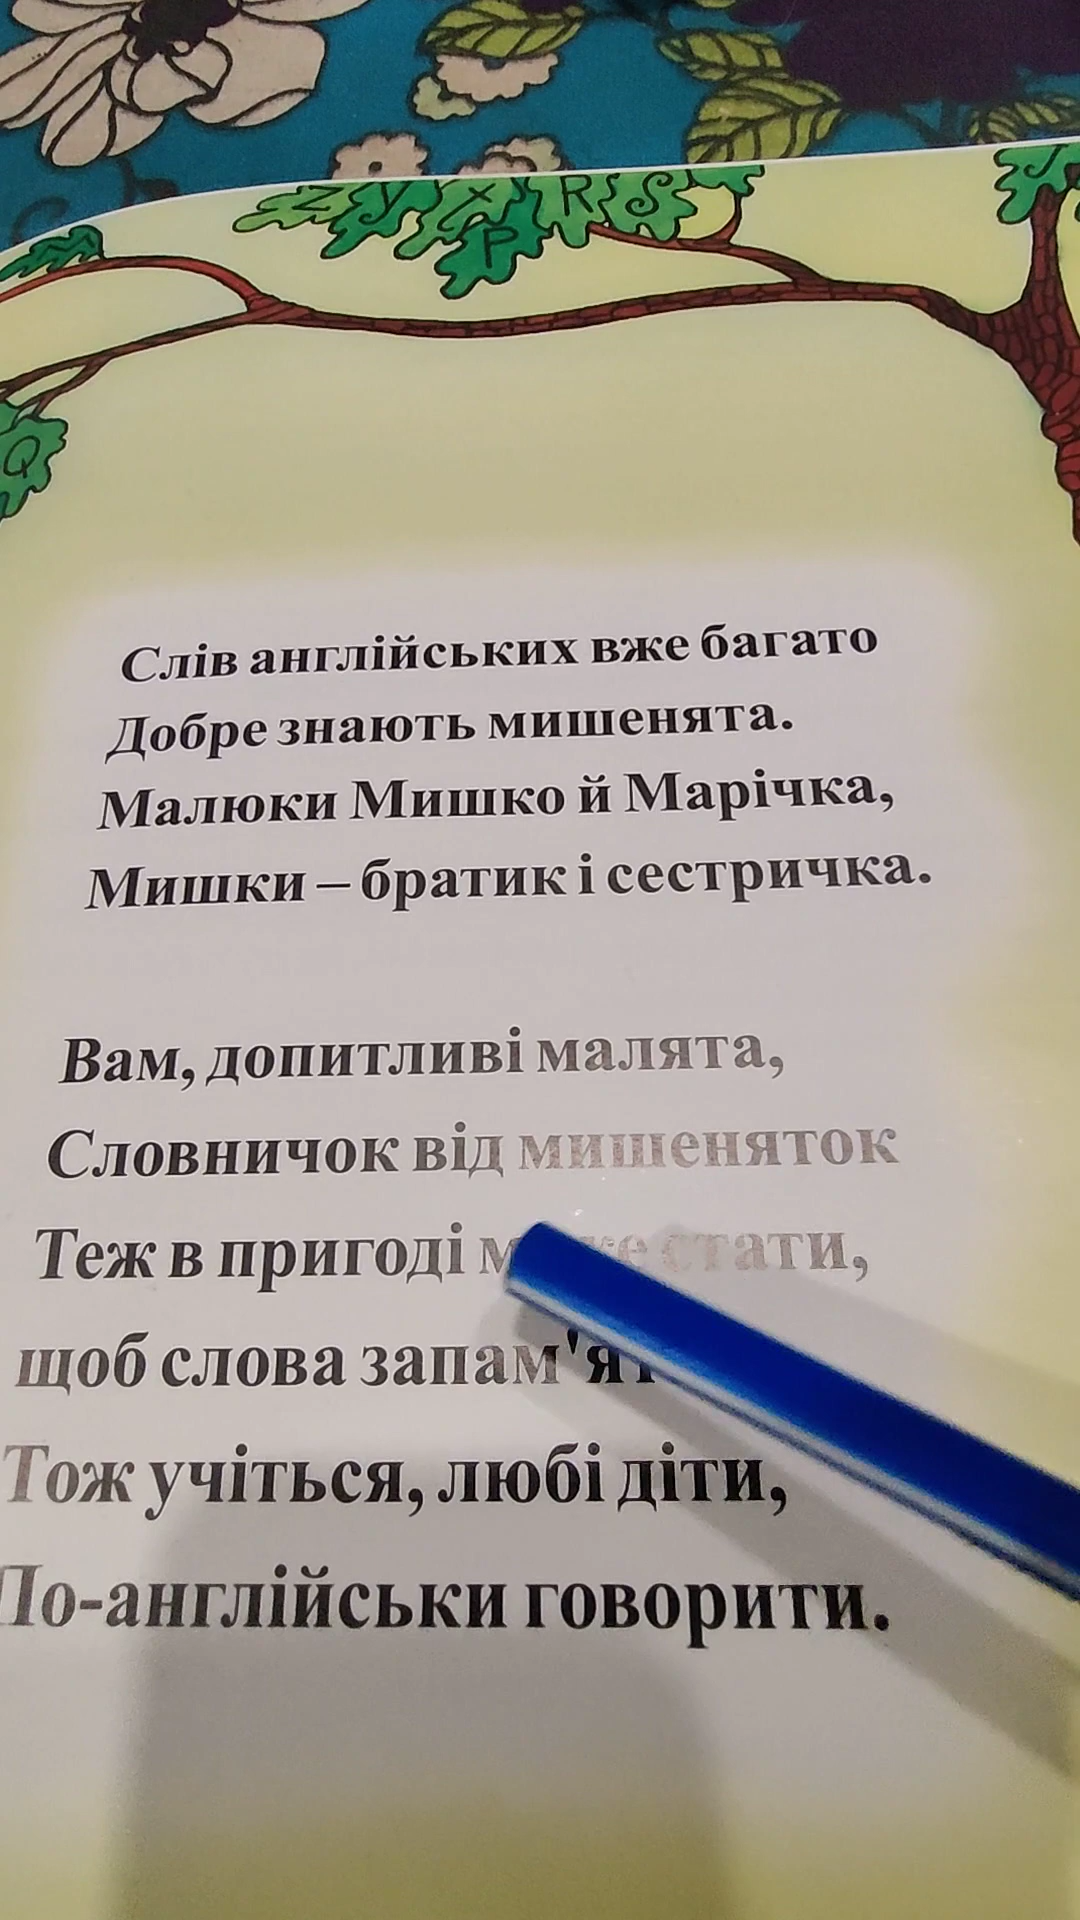 Z Y X R S
P
Q
Слів англійських вже багато
Добре знають мишенята.
Малюки Мишко й Марічка,
Мишки – братик і сестричка.
Вам, допитливі малята,
Словничок від мишеняток
Теж в пригоді стати,
щоб слова
Тож учіться, любі діти,
По-англійськи говорити.